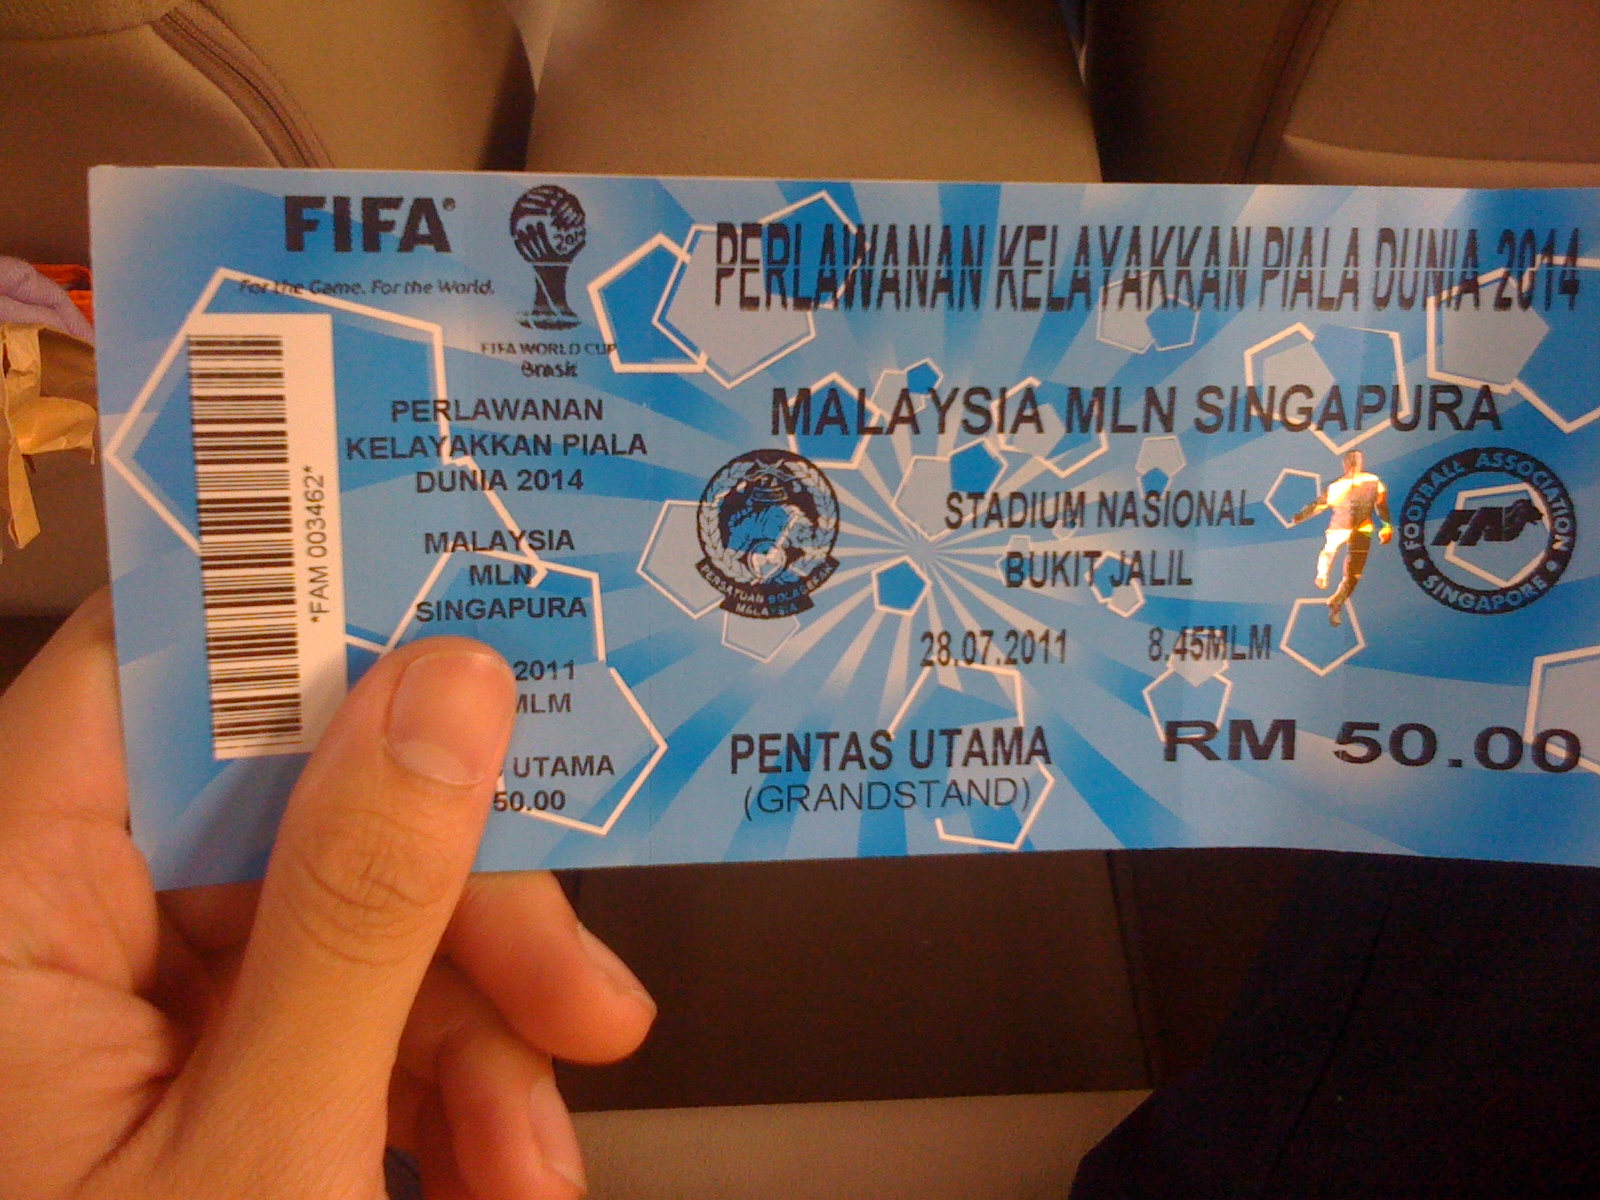 FIFA®
For the Game. For the World.
2014
FIFA WORLD CUP
Brasil
*FAM 003462*
PERLAWANAN
KELAYAKKAN PIALA
DUNIA 2014
MALAYSIA
MLN
SINGAPURA
2011
MLM
UTAMA
50.00
PERLAWANAN KELAYAKKAN PIALA DUNIA 2014
MALAYSIA MLN SINGAPURA
PERSATUAN BOLASEPAK
MALAYSIA
STADIUM NASIONAL
BUKIT JALIL
FOOTBALL ASSOCIATION
FAS
• SINGAPORE •
28.07.2011 8.45MLM
PENTAS UTAMA
(GRANDSTAND)
RM 50.00